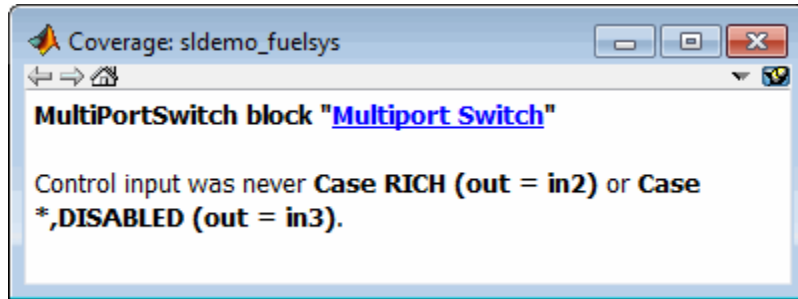 Coverage: sldemo_fuelsys
MultiPortSwitch block "Multiport Switch"
Control input was never Case RICH (out = in2) or Case
*,DISABLED (out = in3).